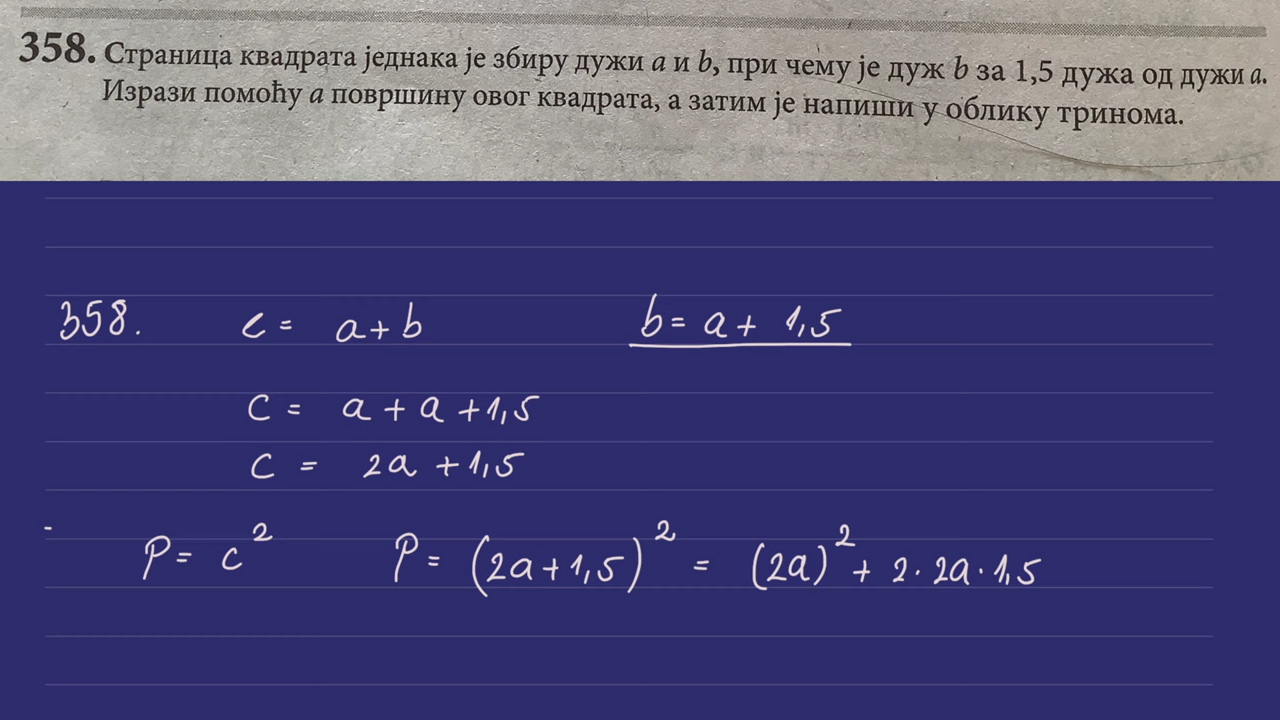 358. Страница квадрата једнака је збиру дужи a и b, при чему је дуж b за 1,5 дужа од дужи a.
Изрази помоћу a површину овог квадрата, а затим је напиши у облику тринома.
358. c = a + b b = a + 1,5
c = a + a + 1,5
c = 2a + 1,5
P = c² P = (2a + 1,5)² = (2a)² + 2 · 2a · 1,5